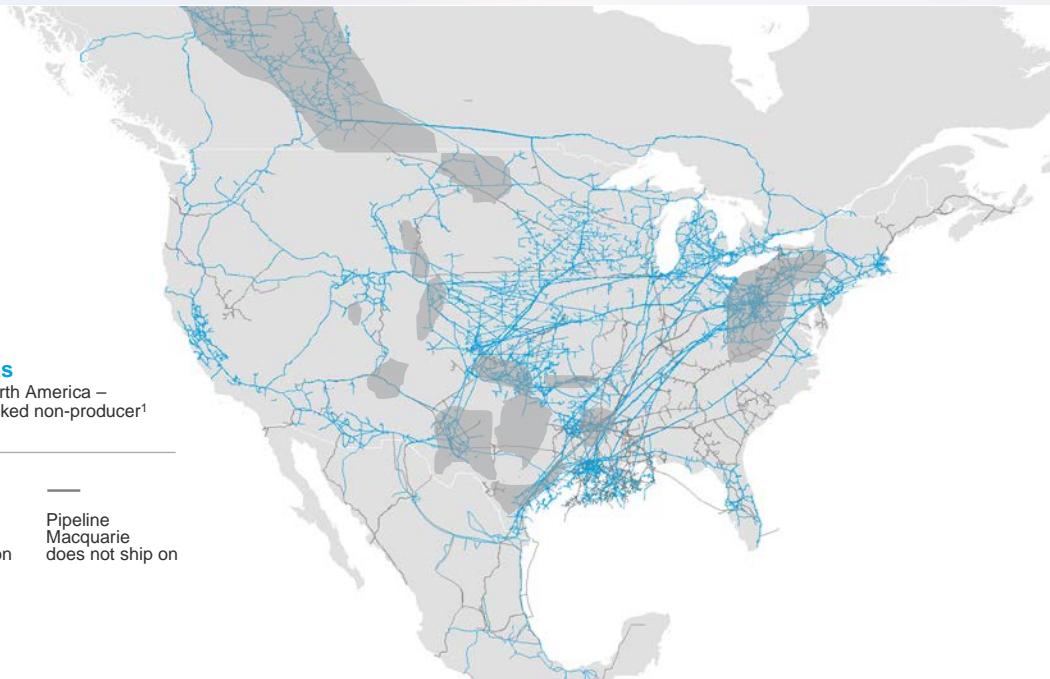 s
rth America –
ked non-producer¹
Pipeline
Macquarie
on does not ship on